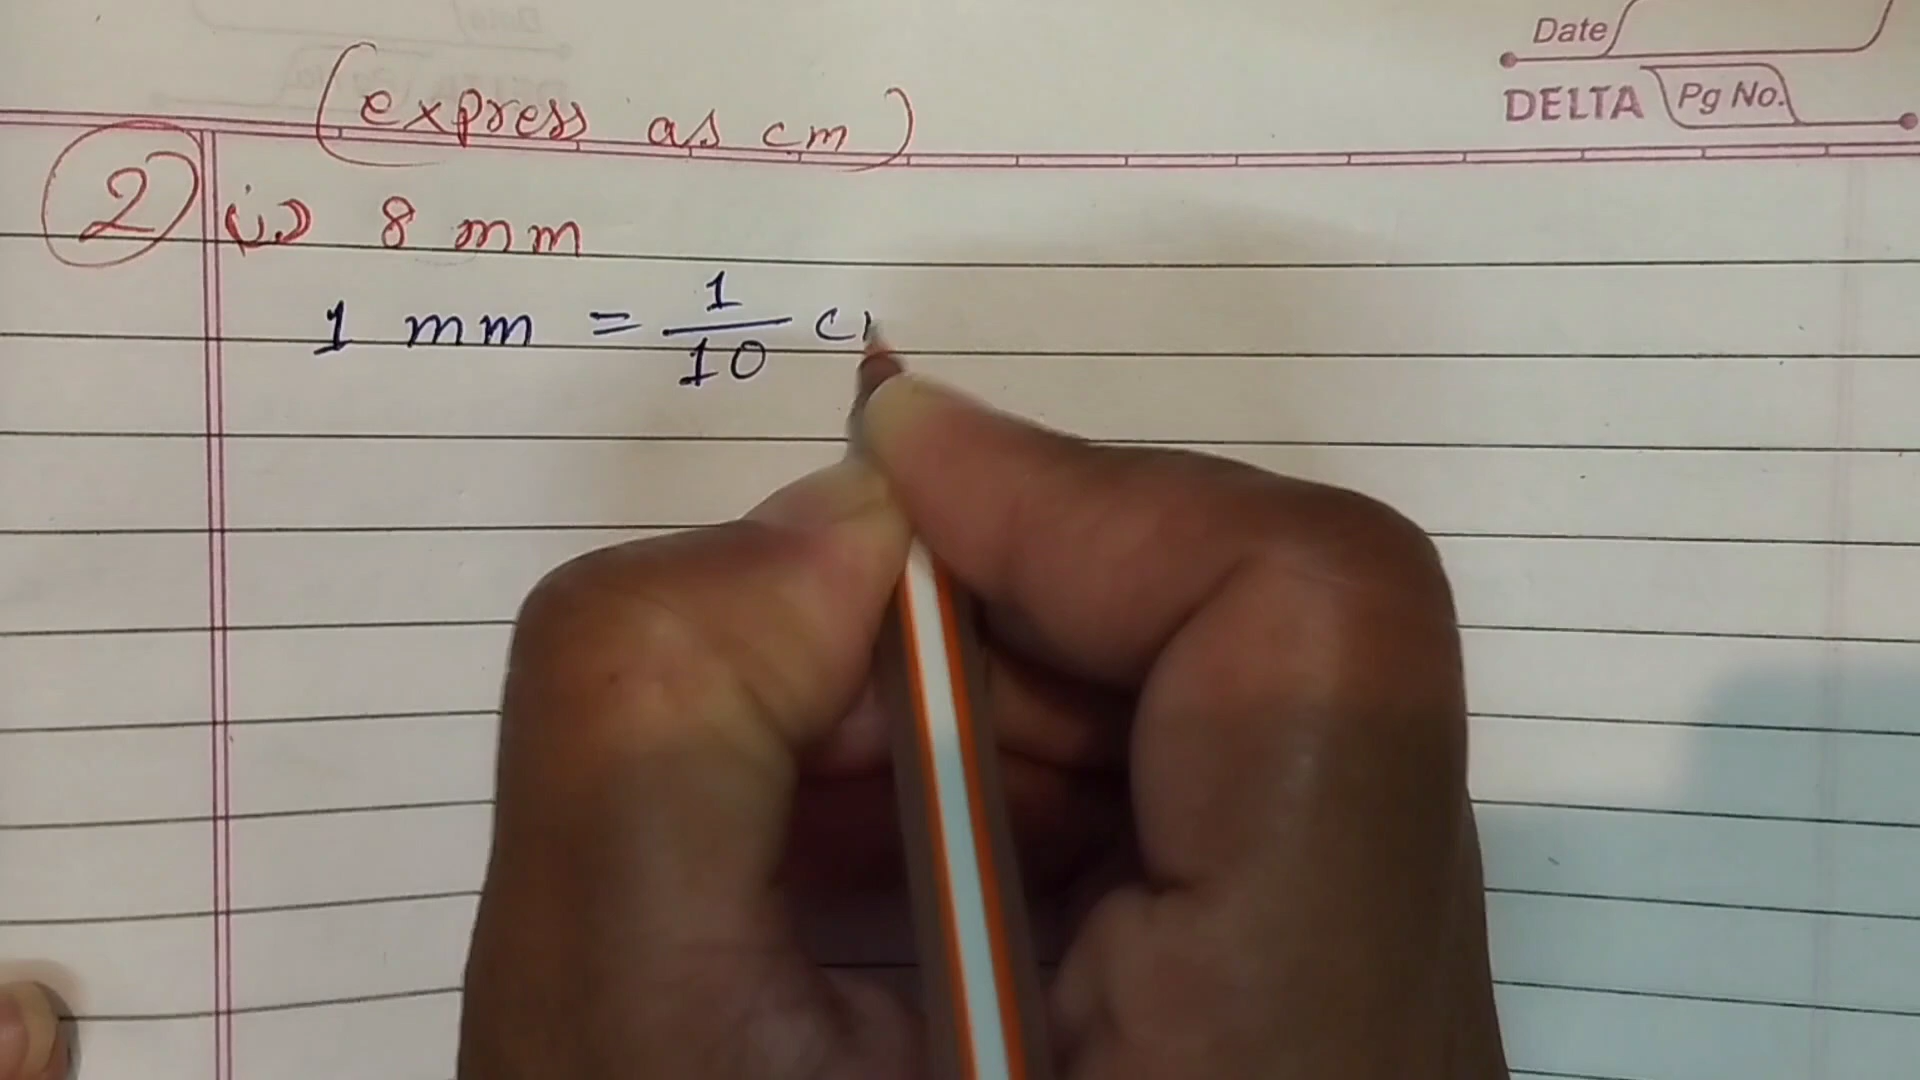 Date
DELTA Pg No.
(express as cm)
2 (i) 8 mm
1 mm = 1/10 c